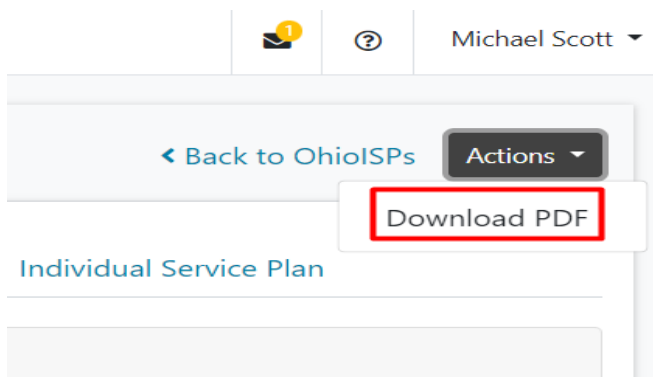 1
Michael Scott
Back to OhioISPs
Actions
Download PDF
Individual Service Plan